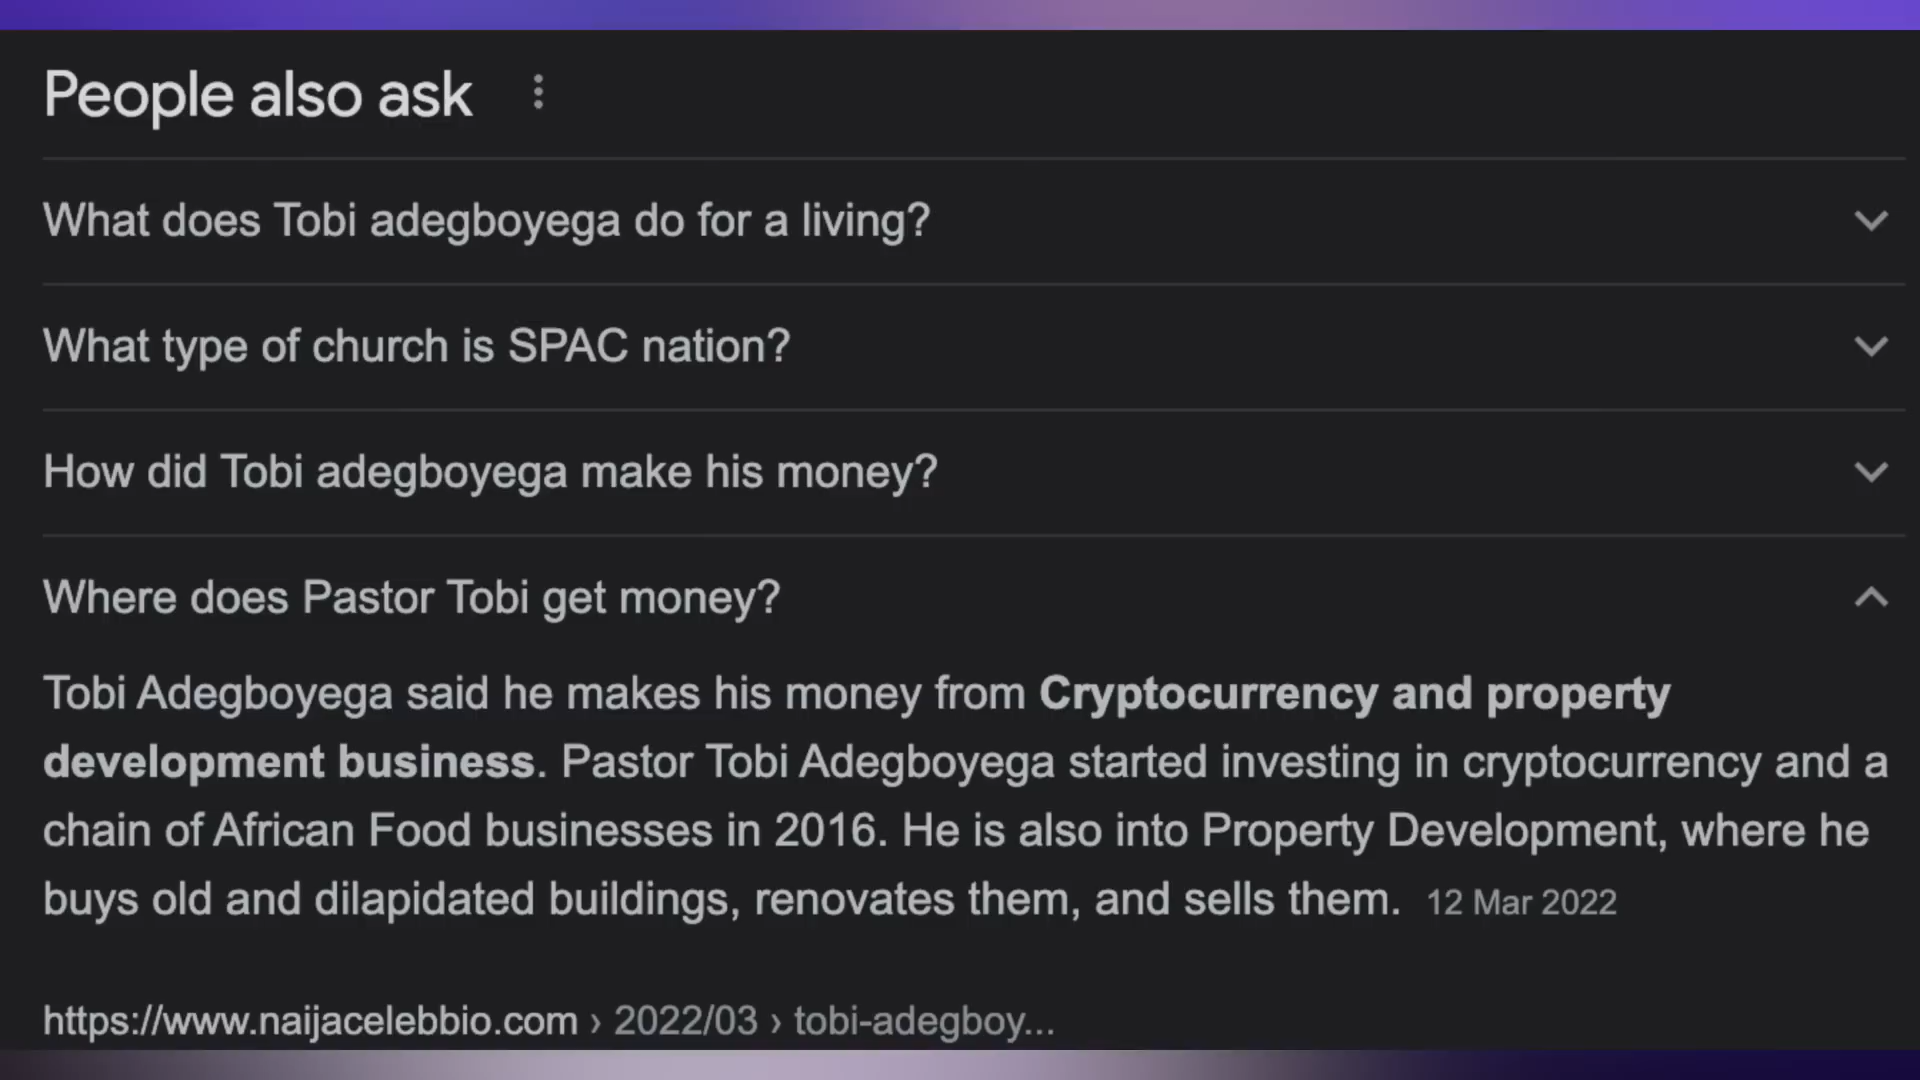 People also ask
What does Tobi adegboyega do for a living?
What type of church is SPAC nation?
How did Tobi adegboyega make his money?
Where does Pastor Tobi get money?
Tobi Adegboyega said he makes his money from Cryptocurrency and property
development business. Pastor Tobi Adegboyega started investing in cryptocurrency and a
chain of African Food businesses in 2016. He is also into Property Development, where he
buys old and dilapidated buildings, renovates them, and sells them. 12 Mar 2022
https://www.naijacelebbio.com › 2022/03 › tobi-adegboy...